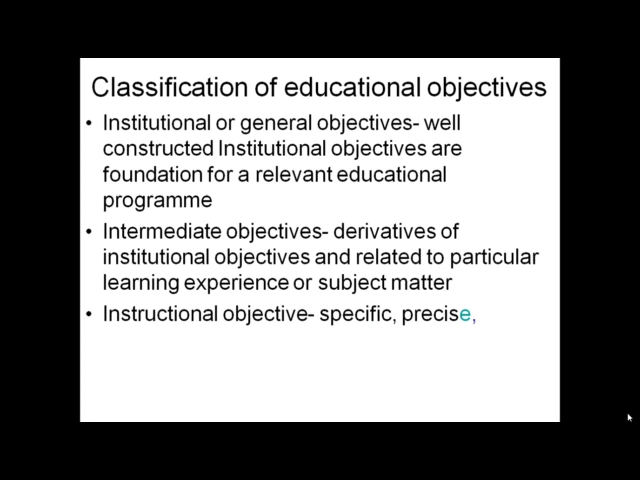 Classification of educational objectives
• Institutional or general objectives- well
constructed Institutional objectives are
foundation for a relevant educational
programme
• Intermediate objectives- derivatives of
institutional objectives and related to particular
learning experience or subject matter
• Instructional objective- specific, precise,